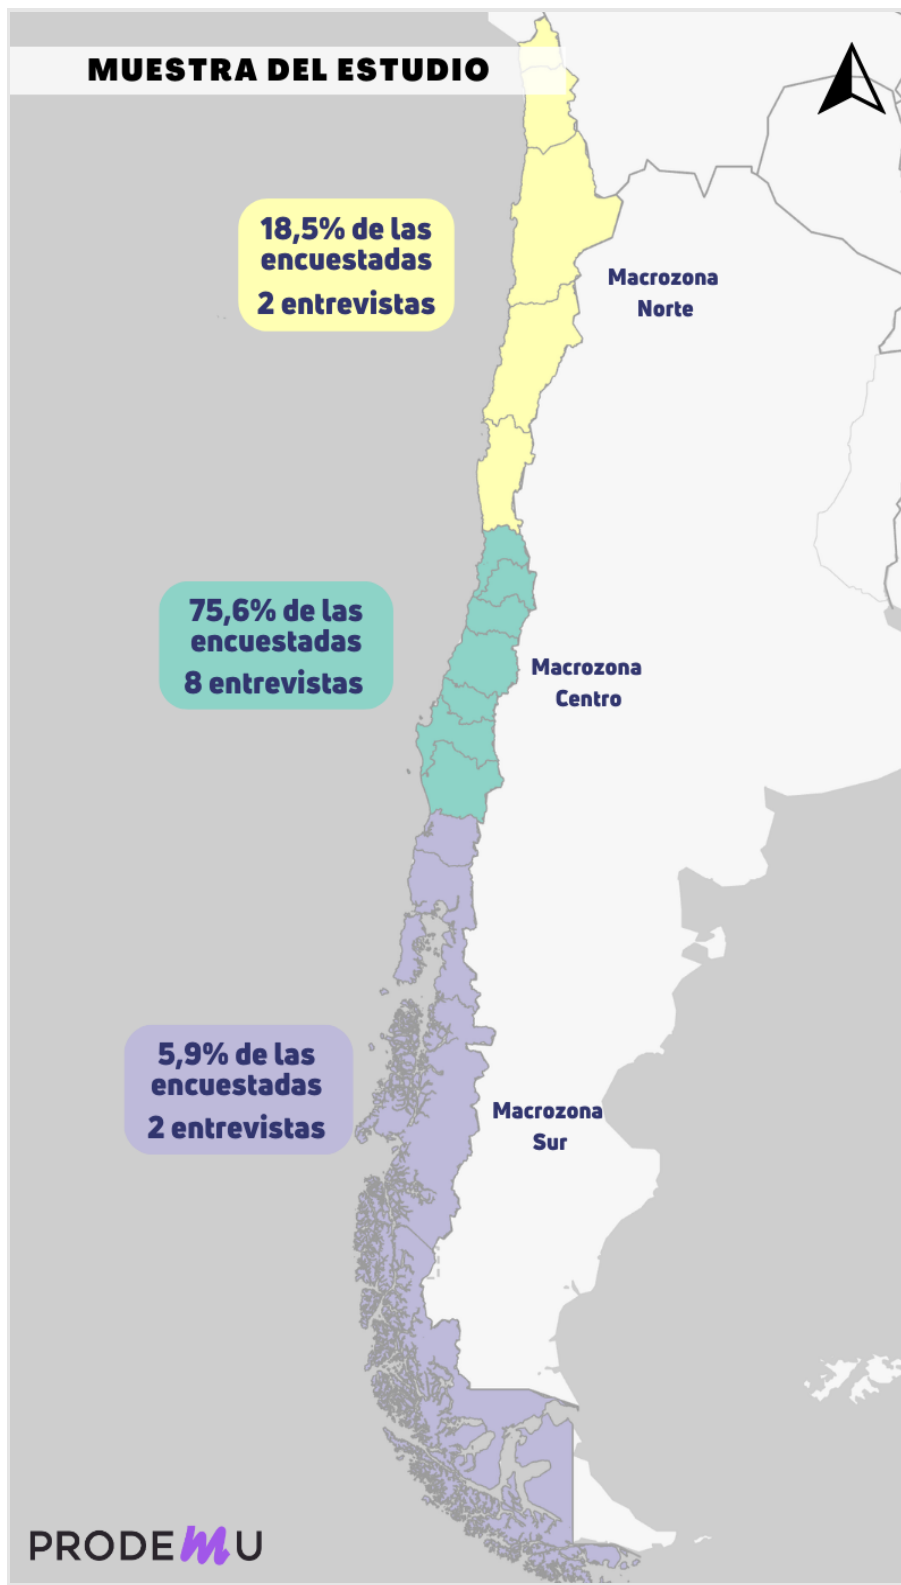 MUESTRA DEL ESTUDIO
18,5% de las
encuestadas
2 entrevistas
Macrozona
Norte
75,6% de las
encuestadas
8 entrevistas
Macrozona
Centro
5,9% de las
encuestadas
2 entrevistas
Macrozona
Sur
PRODEMU